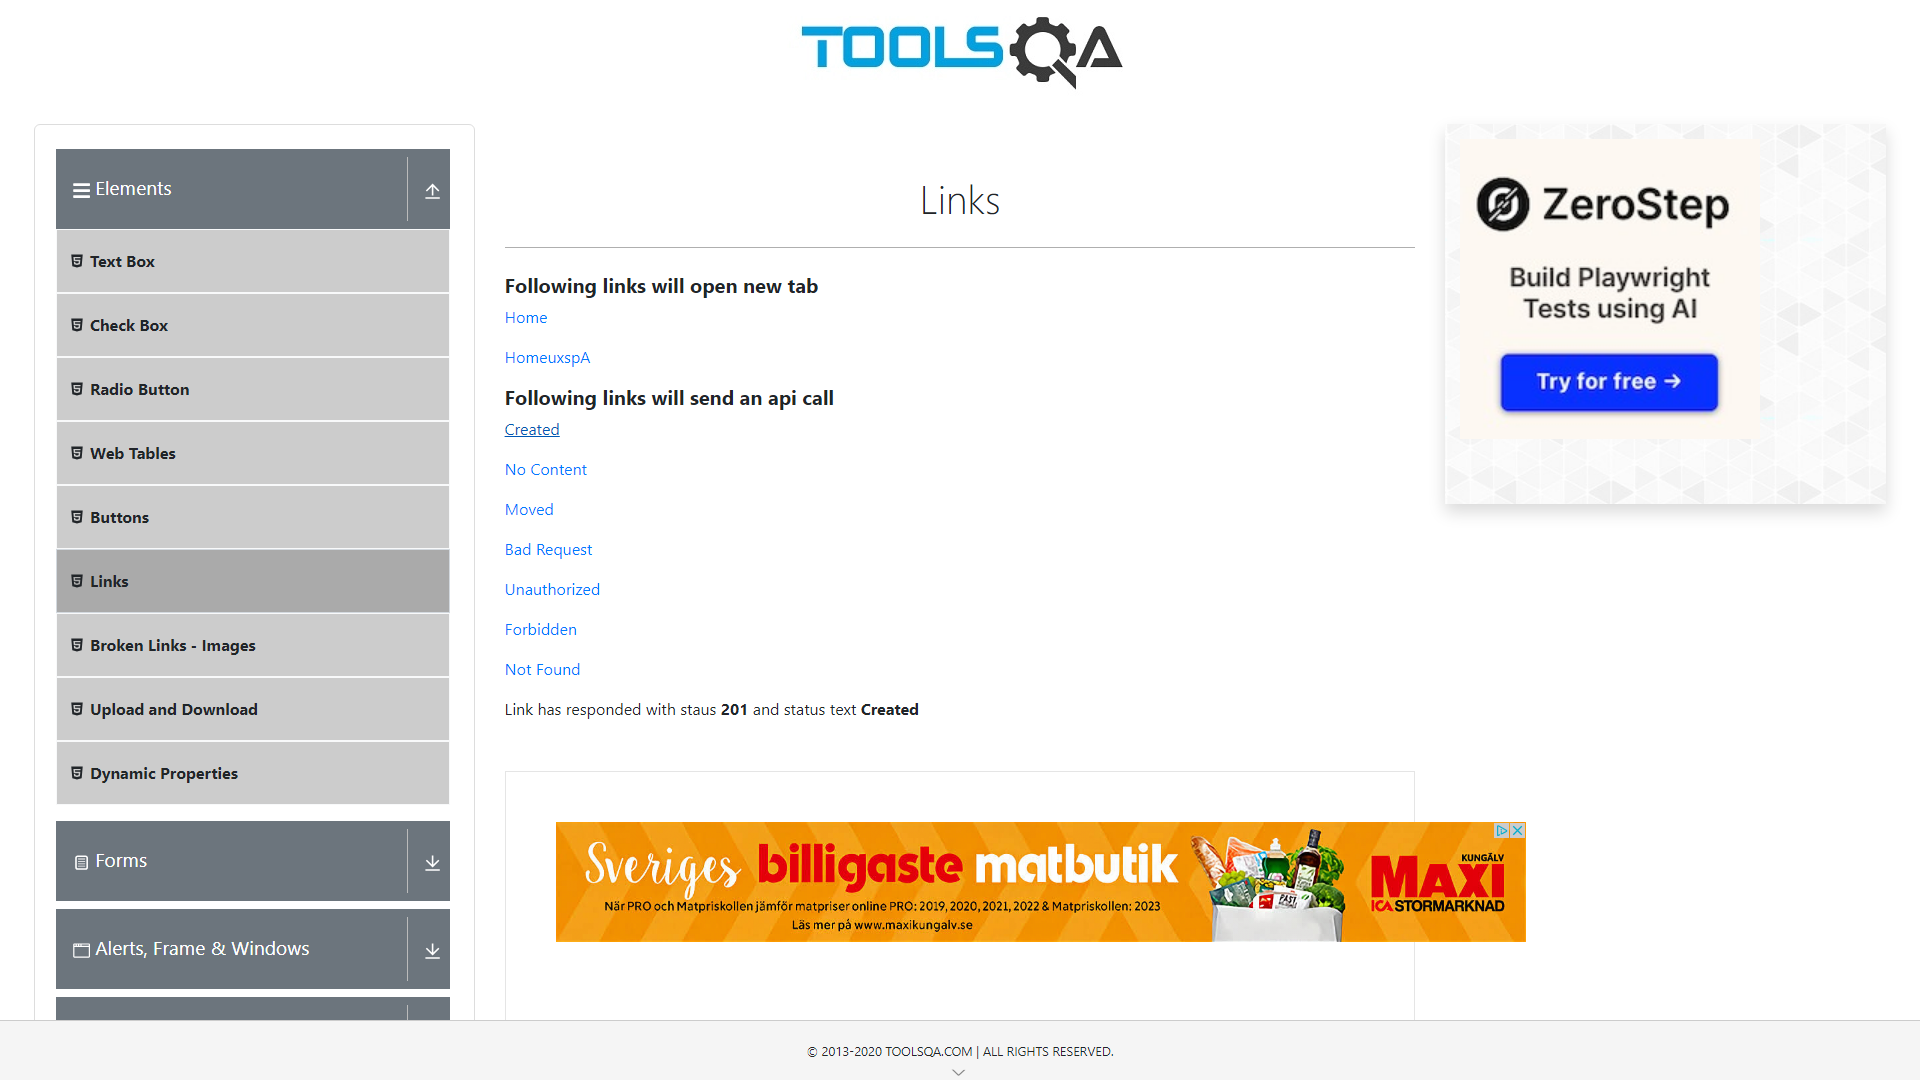 TOOLSQA
Elements
Text Box
Check Box
Radio Button
Web Tables
Buttons
Links
Broken Links - Images
Upload and Download
Dynamic Properties
Forms
Alerts, Frame & Windows
Links
Following links will open new tab
Home
HomeuxspA
Following links will send an api call
Created
No Content
Moved
Bad Request
Unauthorized
Forbidden
Not Found
Link has responded with staus 201 and status text Created
Sveriges billigaste matbutik
När PRO och Matpriskollen jämför matpriser online PRO: 2019, 2020, 2021, 2022 & Matpriskollen: 2023
Läs mer på www.maxikungalv.se
KUNGÄLV
MAXI
ICA STORMARKNAD
ZeroStep
Build Playwright
Tests using AI
Try for free →
© 2013-2020 TOOLSQA.COM | ALL RIGHTS RESERVED.